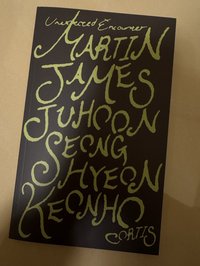 Unexpected Encounter
MARTIN
JAMES
JUHOON
SEONG
HYEON
KEONHO
CORTIS